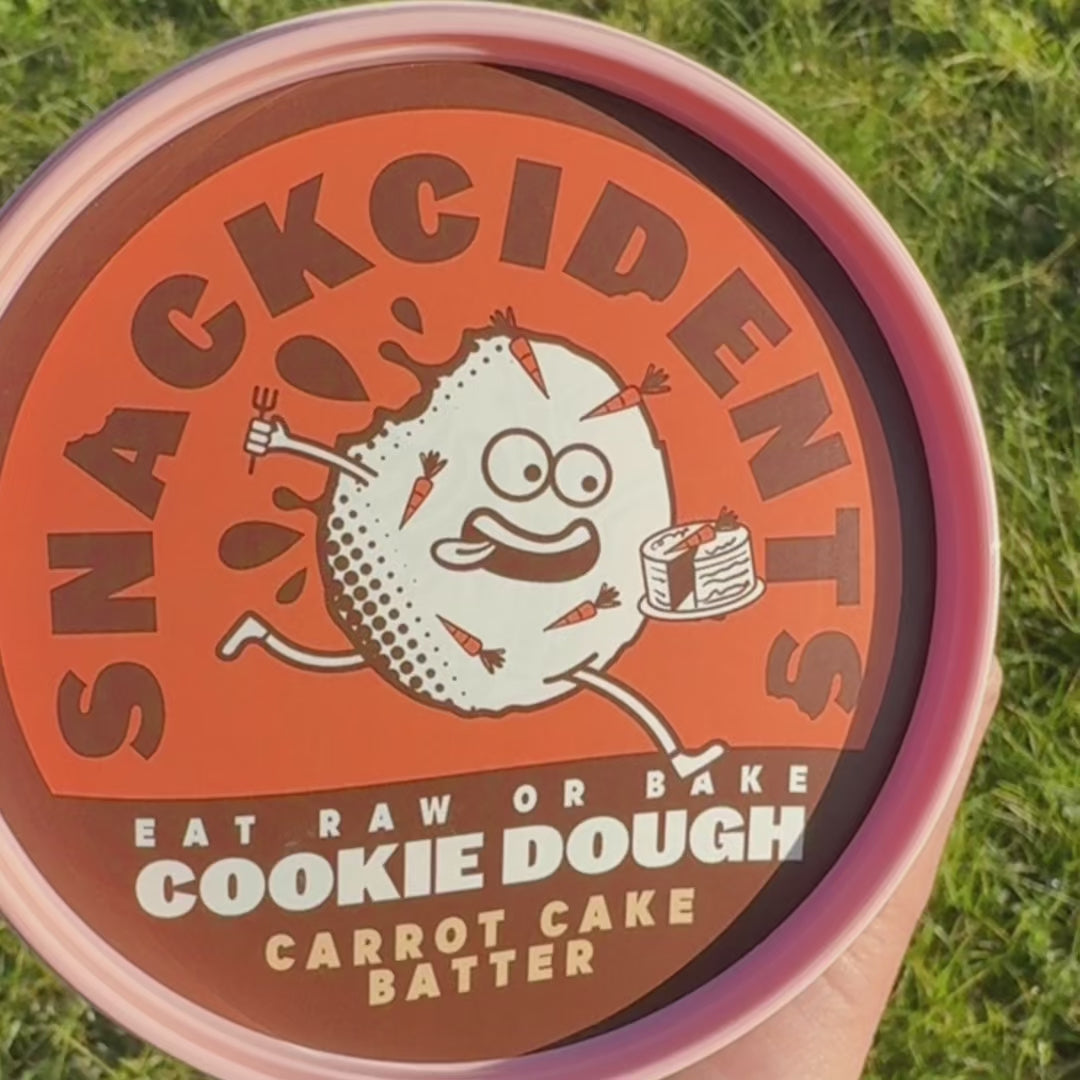 SNACKCIDENTS
EAT RAW OR BAKE
COOKIE DOUGH
CARROT CAKE
BATTER